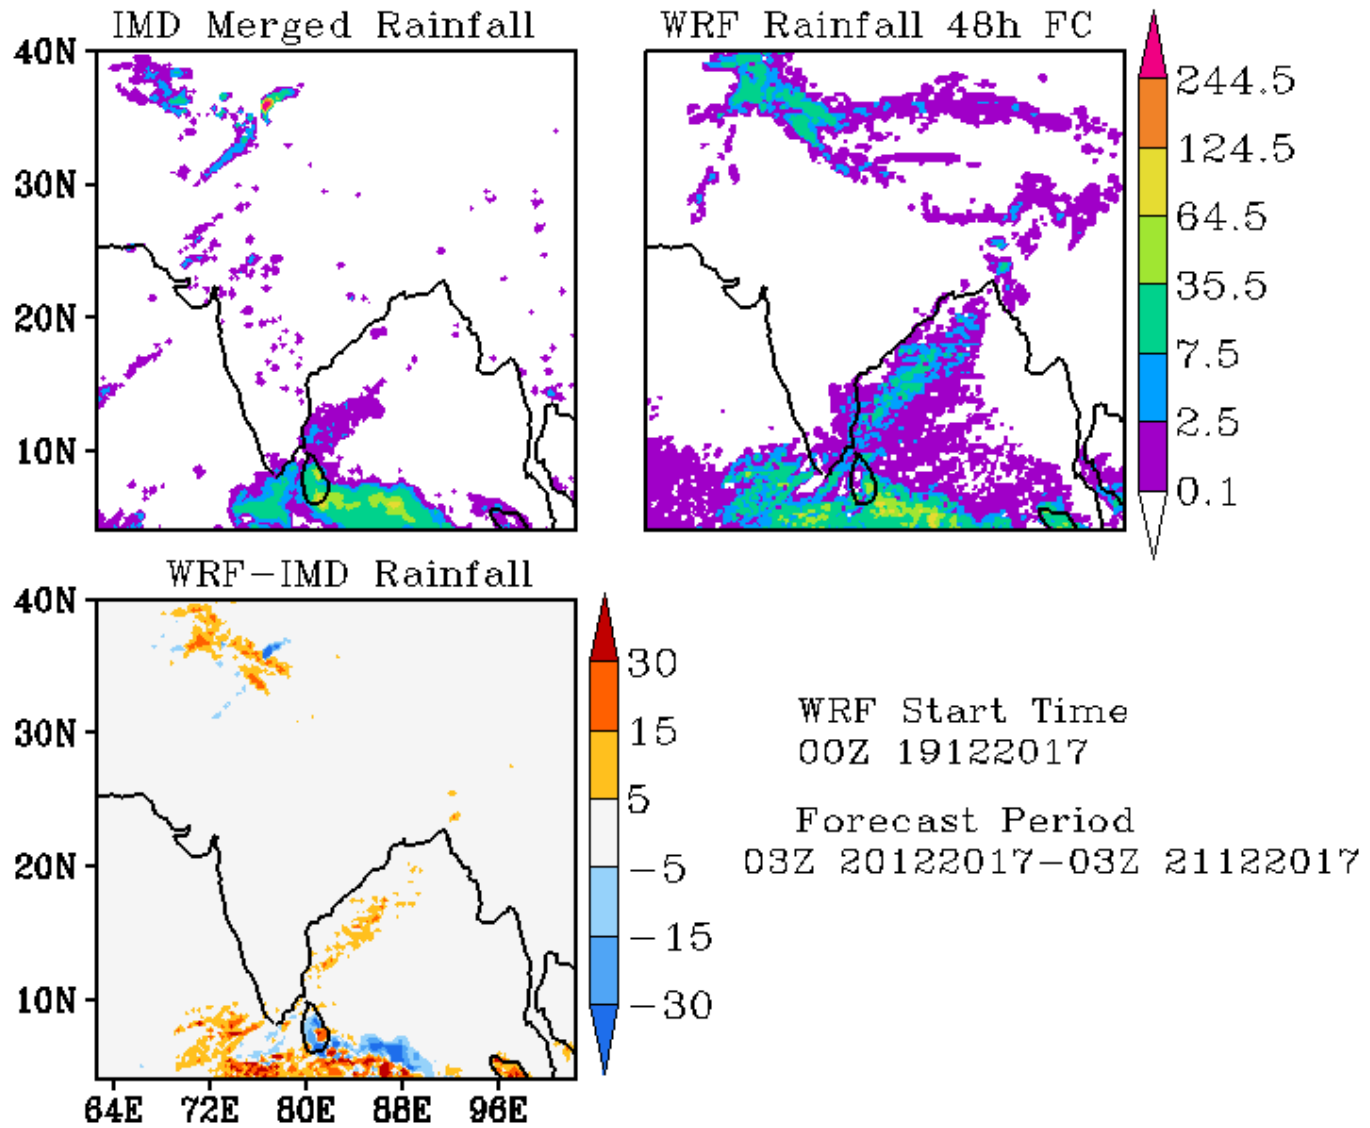 IMD Merged Rainfall
WRF Rainfall 48h FC
40N
30N
20N
10N
244.5
124.5
64.5
35.5
7.5
2.5
0.1
WRF-IMD Rainfall
40N
30N
20N
10N
64E 72E 80E 88E 96E
30
15
5
-5
-15
-30
WRF Start Time
00Z 19122017
Forecast Period
03Z 20122017-03Z 21122017